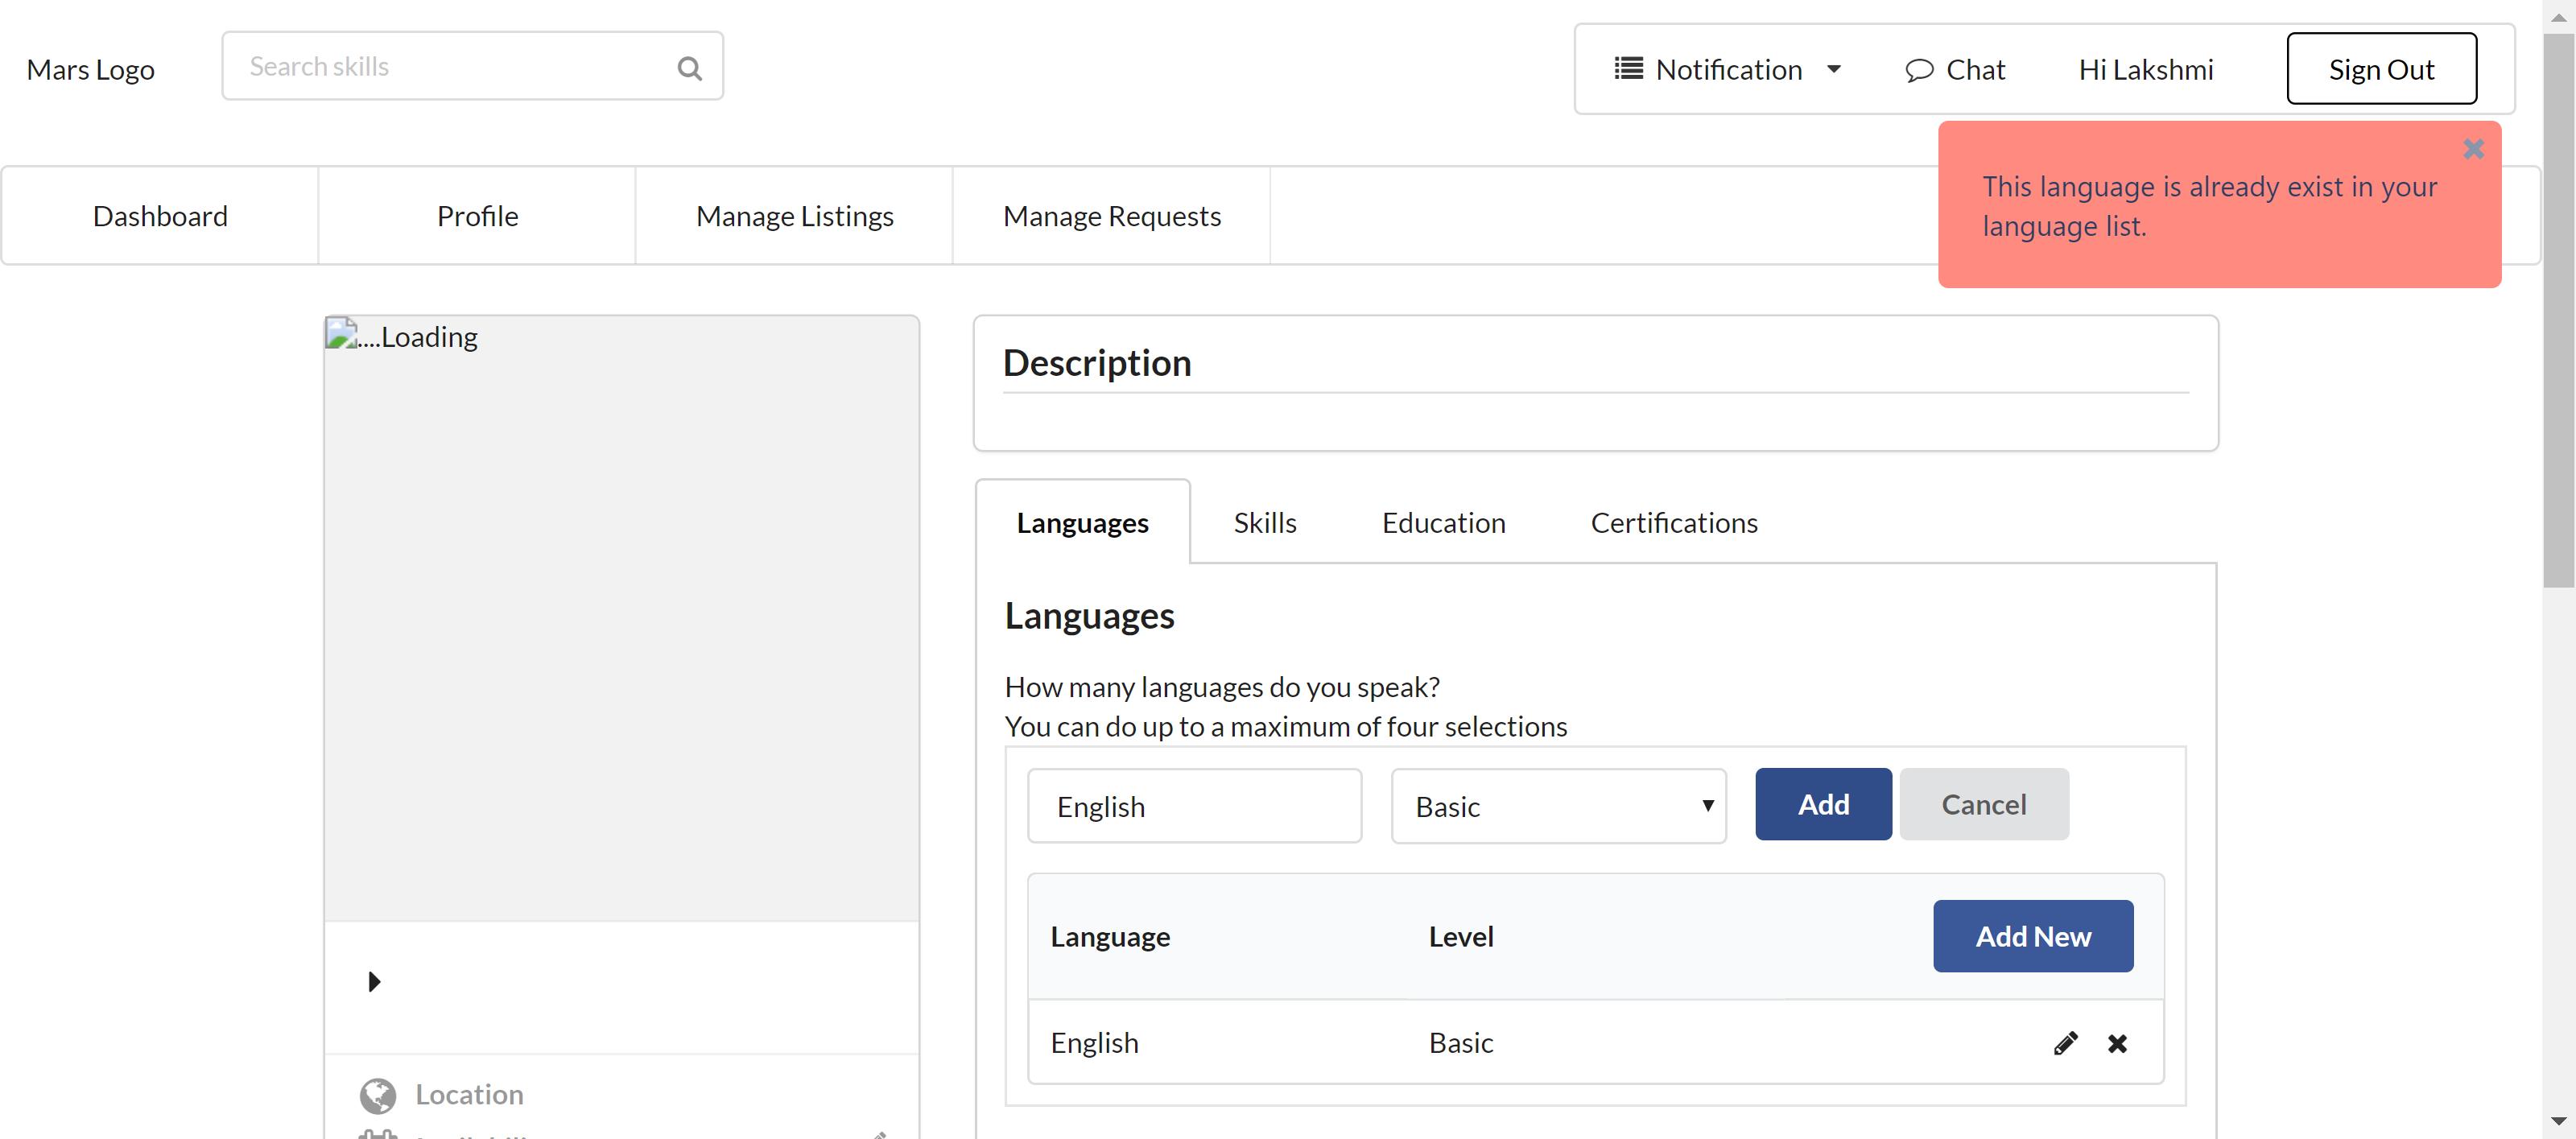 Mars Logo
Search skills
Notification
Chat
Hi Lakshmi
Sign Out
This language is already exist in your
language list.
Dashboard
Profile
Manage Listings
Manage Requests
....Loading
Location
Description
Languages
Skills
Education
Certifications
Languages
How many languages do you speak?
You can do up to a maximum of four selections
English
Basic
Add
Cancel
Language
Level
Add New
English
Basic